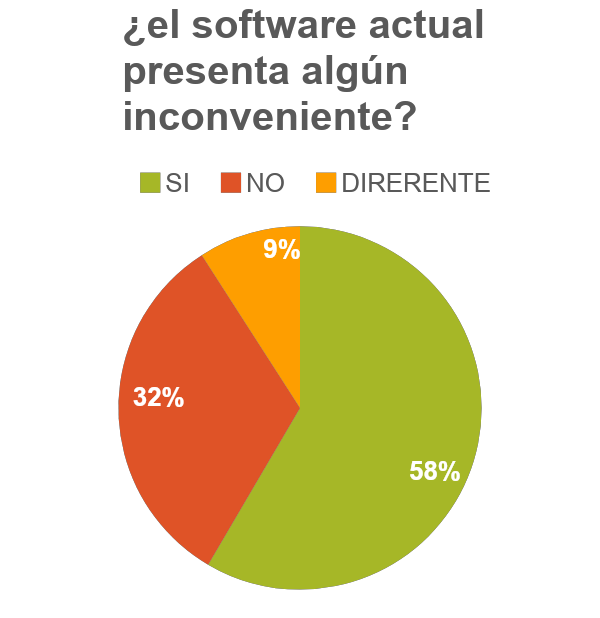 ¿el software actual
presenta algún
inconveniente?
SI NO DIRERENTE
9%
32%
58%